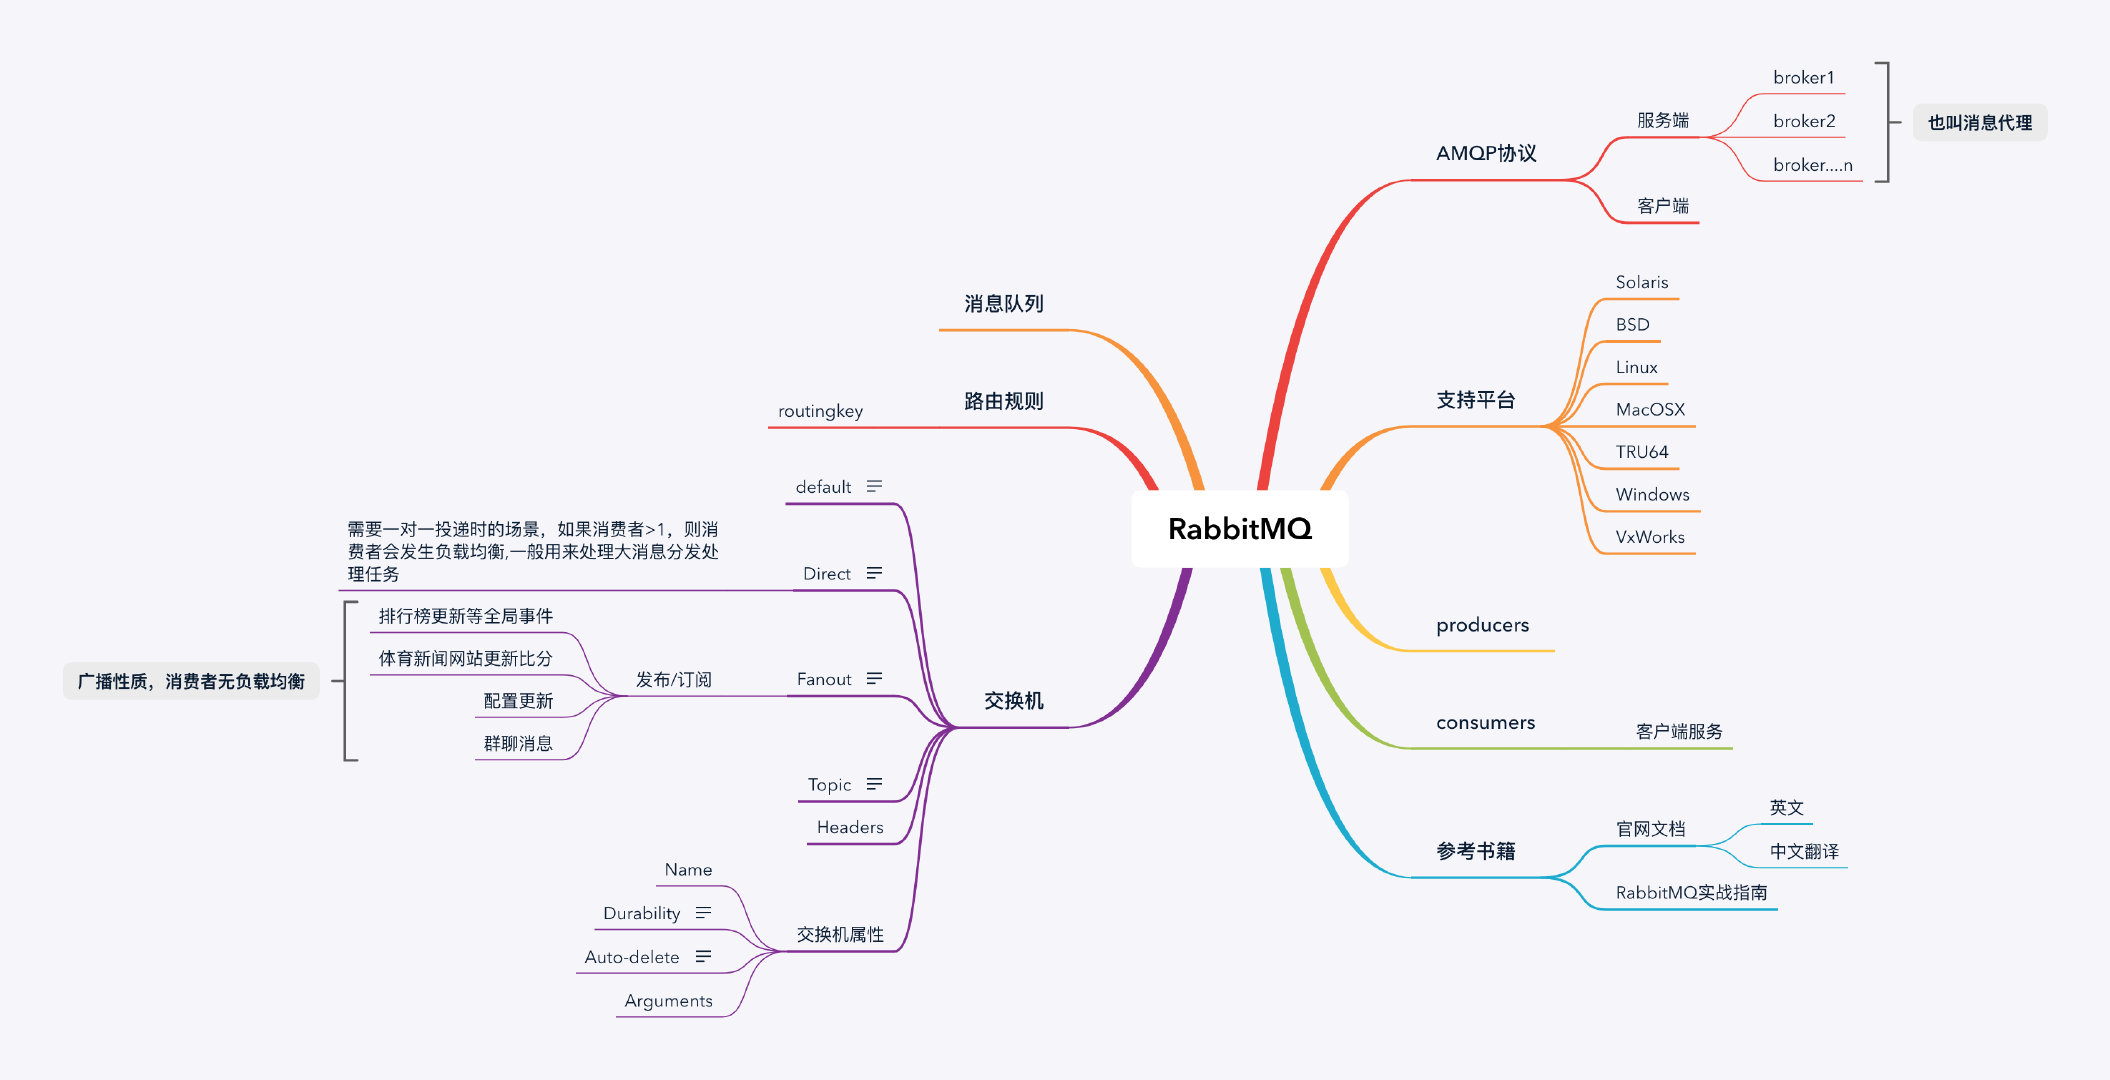 RabbitMQ
AMQP协议
服务端
broker1
broker2
broker....n
也叫消息代理
客户端
支持平台
Solaris
BSD
Linux
MacOSX
TRU64
Windows
VxWorks
producers
consumers
客户端服务
参考书籍
官网文档
英文
中文翻译
RabbitMQ实战指南
消息队列
路由规则
routingkey
交换机
default
Direct
需要一对一投递时的场景，如果消费者>1，则消
费者会发生负载均衡,一般用来处理大消息分发处
理任务
Fanout
发布/订阅
排行榜更新等全局事件
体育新闻网站更新比分
配置更新
群聊消息
广播性质，消费者无负载均衡
Topic
Headers
交换机属性
Name
Durability
Auto-delete
Arguments